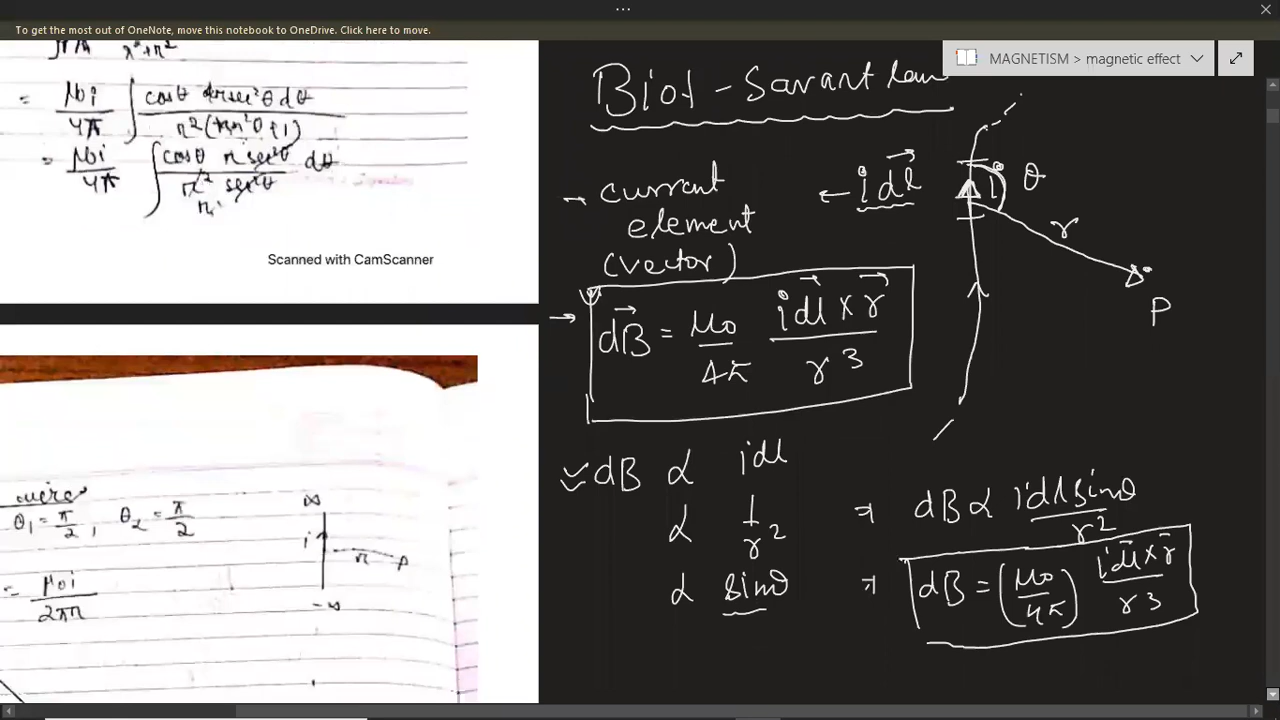 To get the most out of OneNote, move this notebook to OneDrive. Click here to move.
MAGNETISM > magnetic effect
= μ0i/4π ∫ cosθ sec²θ dθ / r²(tan²θ+1)
= μ0i/4π ∫ cosθ r sec²θ / r² sec²θ dθ
Scanned with CamScanner
wire
θ1 = π/2, θ2 = π/2
∞
i
r
P
-∞
= μ0i/2πr
Biot - Savart law
→ current ← i dl⃗
element
(vector)
θ
r
P
→ dB⃗ = μ0/4π i dl⃗ × r⃗ / r3
dB ∝ idl
∝ 1/r2 ⇒ dB ∝ idl sinθ / r2
∝ sinθ ⇒ dB = (μ0/4π) i dl⃗ × r⃗ / r3